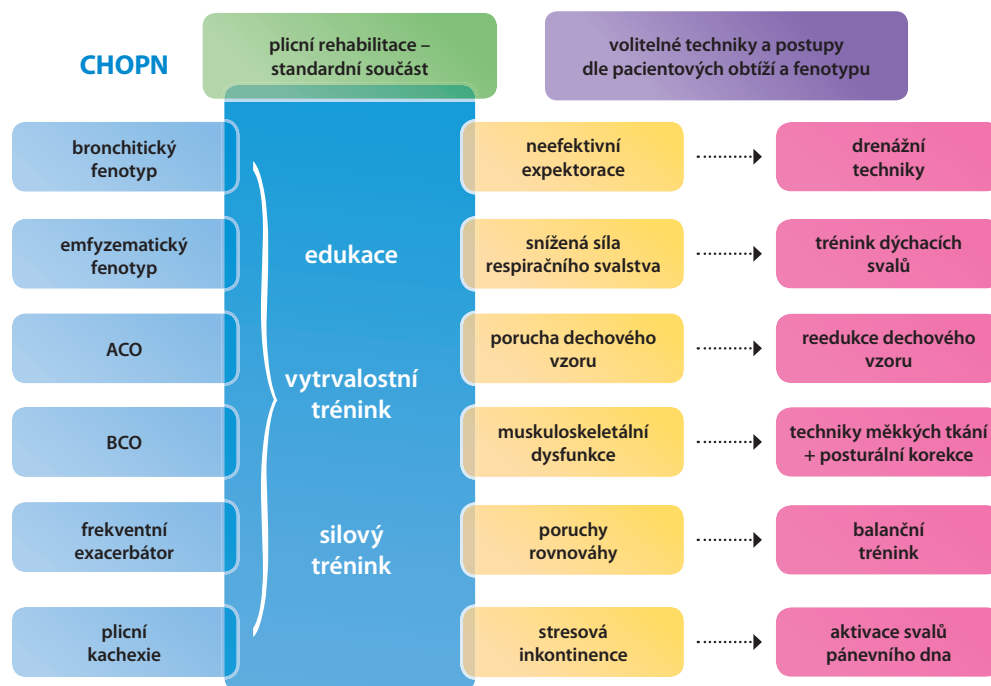 CHOPN
plicní rehabilitace –
standardní součást
volitelné techniky a postupy
dle pacientových obtíží a fenotypu
bronchitický
fenotyp
emfyzematický
fenotyp
ACO
BCO
frekventní
exacerbátor
plicní
kachexie
edukace
vytrvalostní
trénink
silový
trénink
neefektivní
expektorace
drenážní
techniky
snížená síla
respiračního svalstva
trénink dýchacích
svalů
porucha dechového
vzoru
reedukce dechového
vzoru
muskuloskeletální
dysfunkce
techniky měkkých tkání
+ posturální korekce
poruchy
rovnováhy
balanční
trénink
stresová
inkontinence
aktivace svalů
pánevního dna